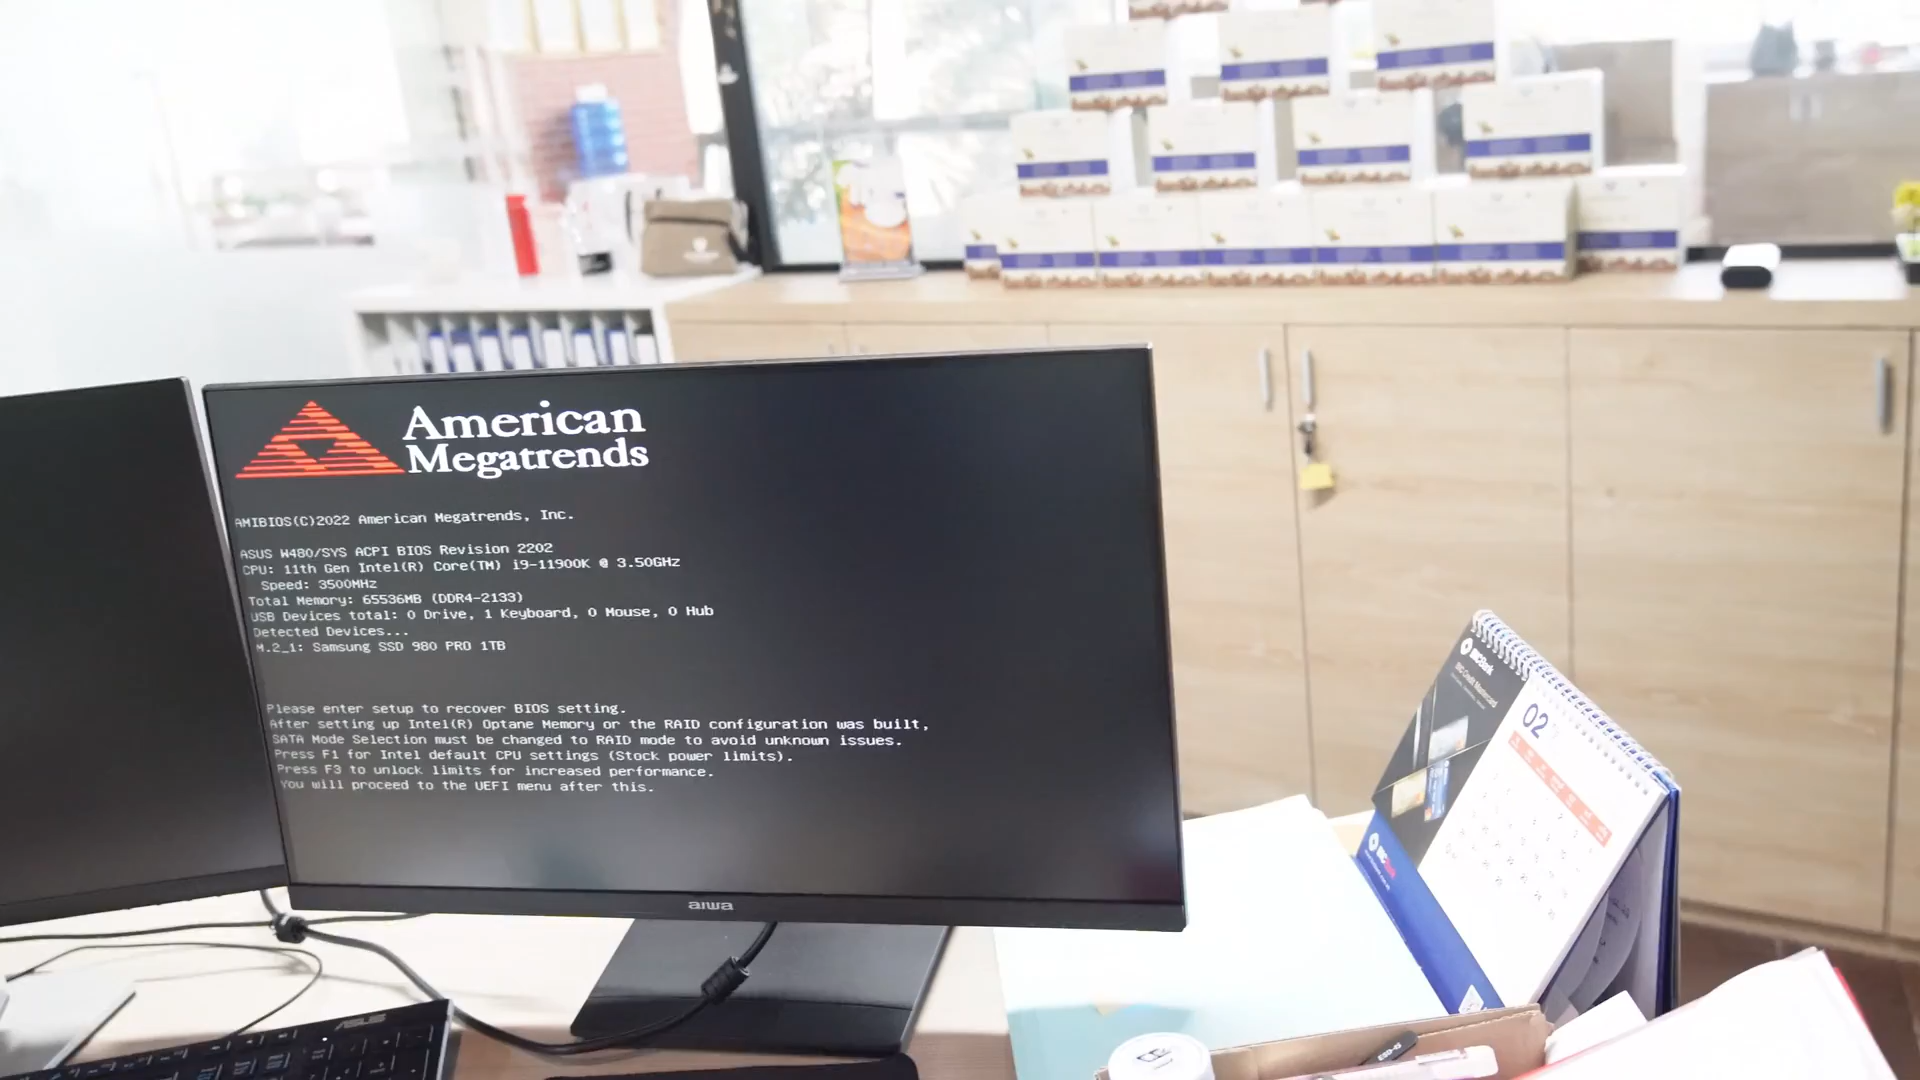 American
Megatrends
AMIBIOS(C)2022 American Megatrends, Inc.
ASUS W480/SYS ACPI BIOS Revision 2202
CPU: 11th Gen Intel(R) Core(TM) i9-11900K @ 3.50GHz
Speed: 3500MHz
Total Memory: 65536MB (DDR4-2133)
USB Devices total: 0 Drive, 1 Keyboard, 0 Mouse, 0 Hub
Detected Devices...
M.2_1: Samsung SSD 980 PRO 1TB
Please enter setup to recover BIOS setting.
After setting up Intel(R) Optane Memory or the RAID configuration was built,
SATA Mode Selection must be changed to RAID mode to avoid unknown issues.
Press F1 for Intel default CPU settings (Stock power limits).
Press F3 to unlock limits for increased performance.
You will proceed to the UEFI menu after this.
aiwa
ASUS
02